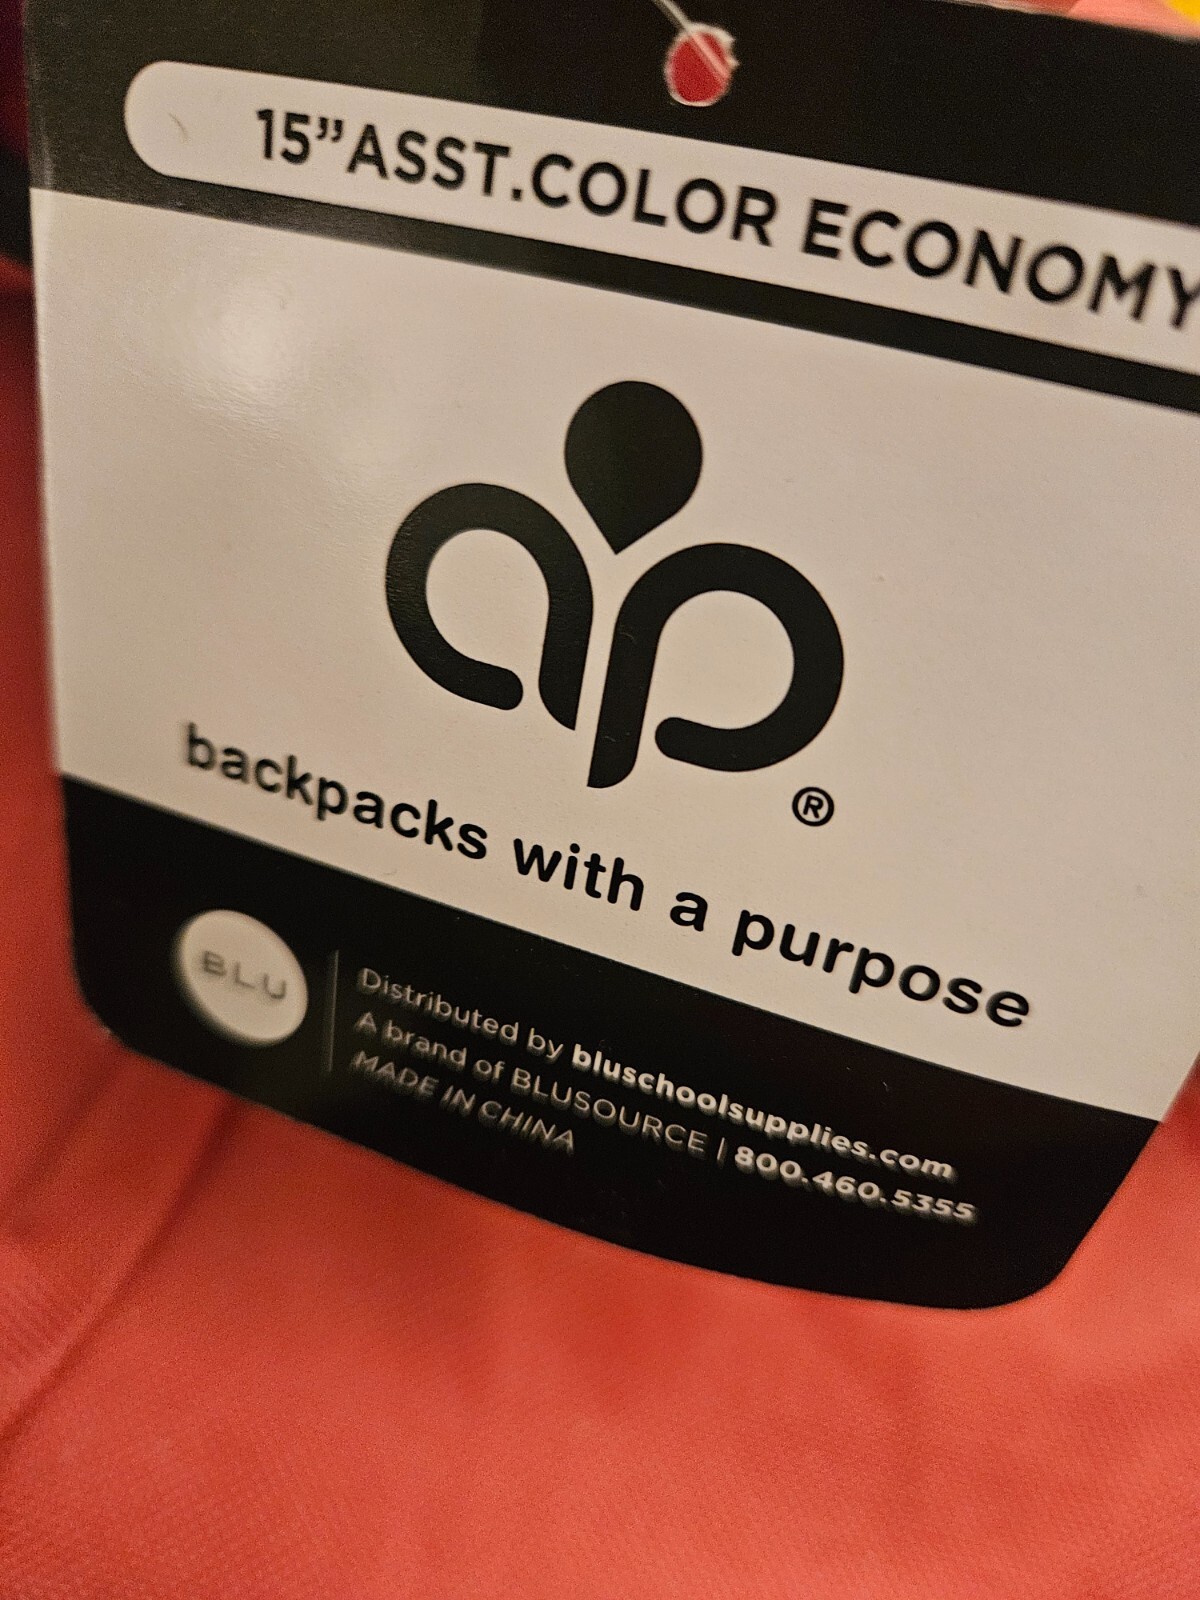 15”ASST.COLOR ECONOMY
ap
®
backpacks with a purpose
BLU
Distributed by bluschoolsupplies.com
A brand of BLUSOURCE | 800.460.5355
MADE IN CHINA